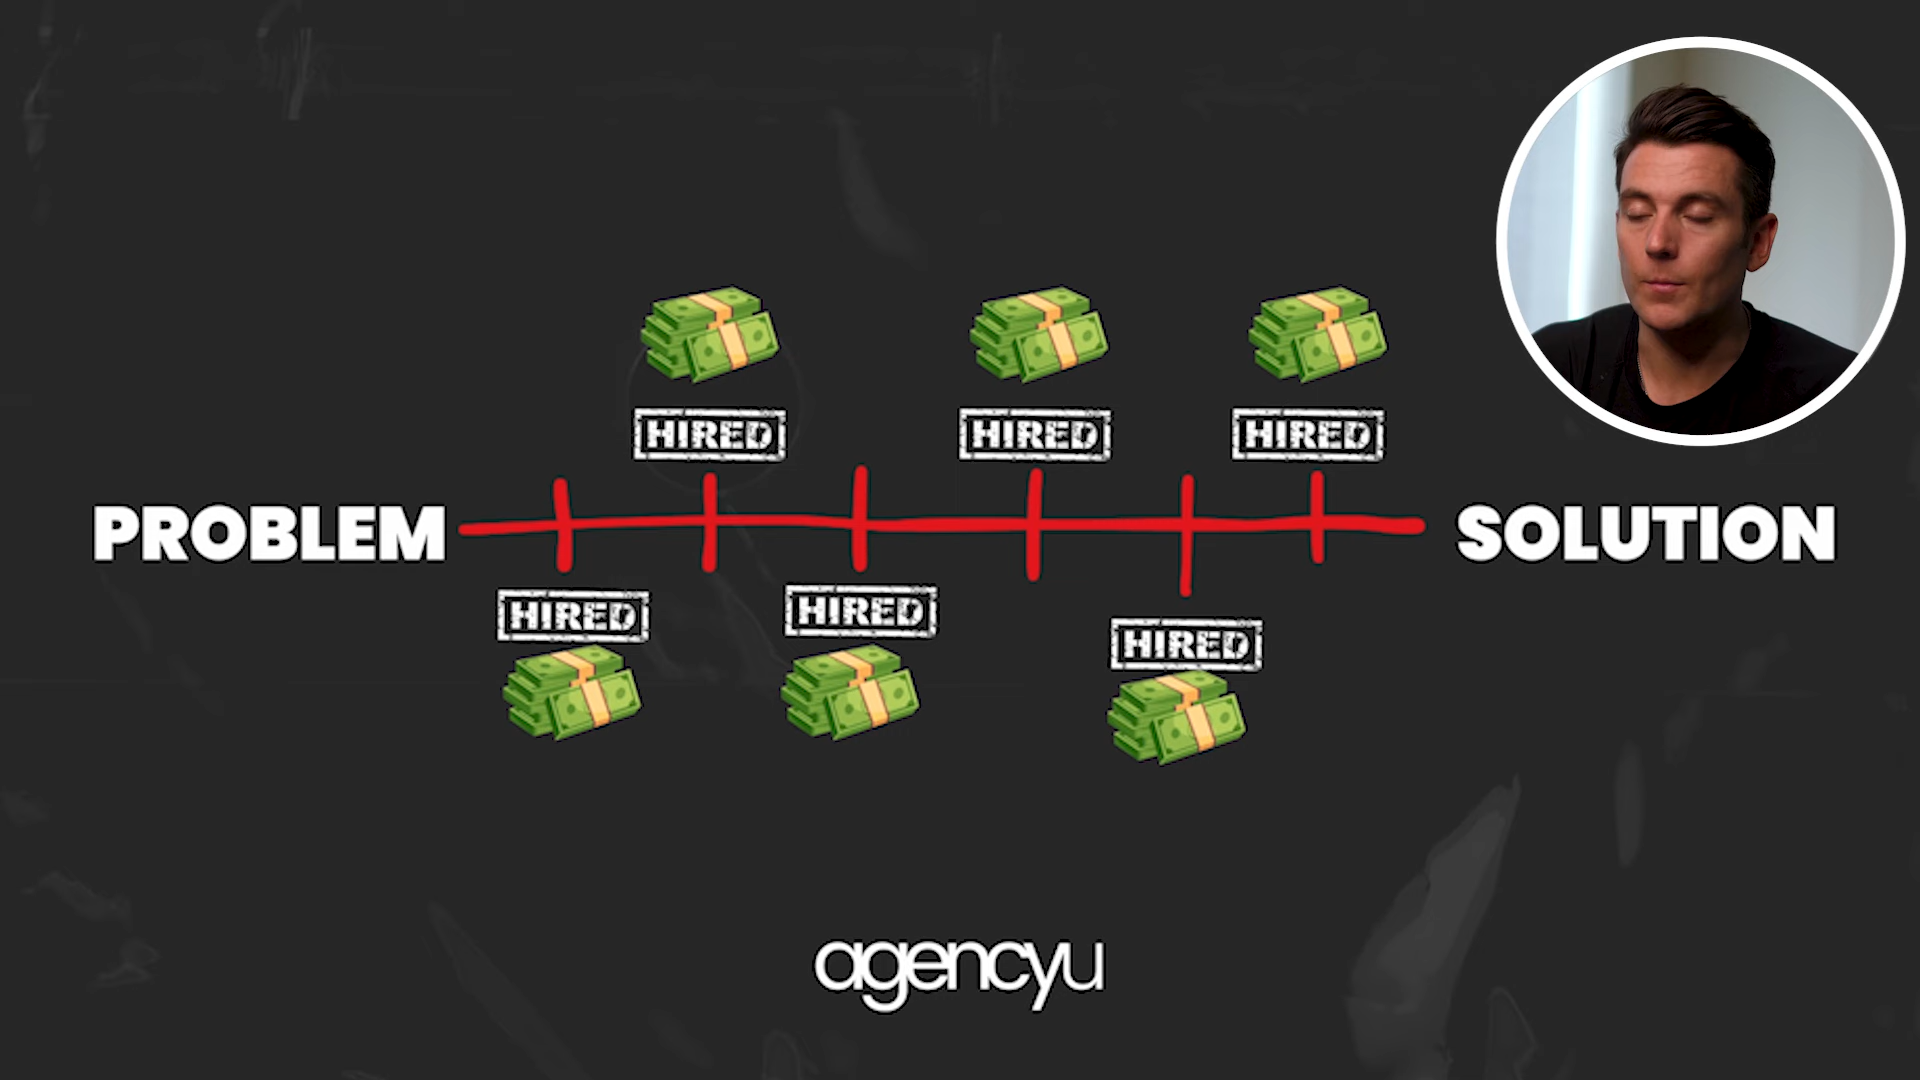 HIRED
HIRED
HIRED
PROBLEM
SOLUTION
HIRED
HIRED
HIRED
agencyu